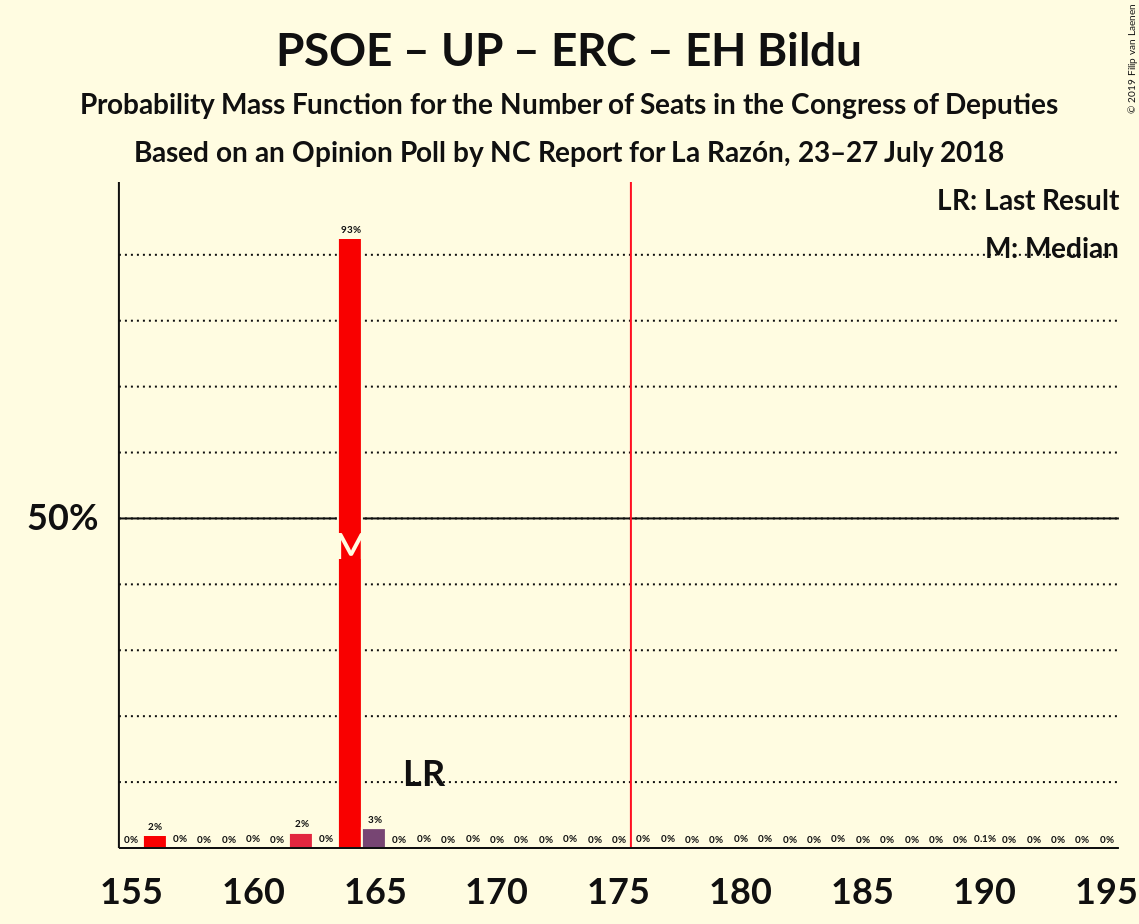 PSOE – UP – ERC – EH Bildu
Probability Mass Function for the Number of Seats in the Congress of Deputies
Based on an Opinion Poll by NC Report for La Razón, 23–27 July 2018
© 2019 Filip van Laenen
LR: Last Result
M: Median
93%
50%
M
LR
0% 2% 0% 0% 0% 0% 0% 2% 0% 3% 0% 0% 0% 0% 0% 0% 0% 0% 0% 0% 0% 0% 0% 0% 0% 0% 0% 0% 0% 0% 0% 0% 0% 0% 0.1% 0% 0% 0% 0% 0%
155 160 165 170 175 180 185 190 195